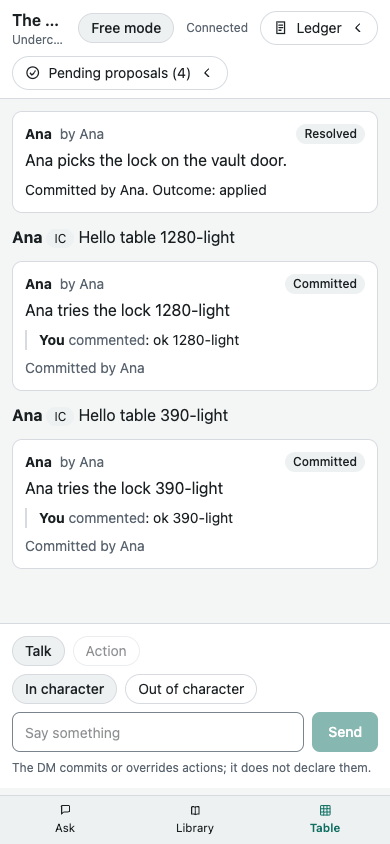 The ...
Underc...
Free mode
Connected
Ledger
Pending proposals (4)
Ana by Ana
Resolved
Ana picks the lock on the vault door.
Committed by Ana. Outcome: applied
Ana IC Hello table 1280-light
Ana by Ana
Committed
Ana tries the lock 1280-light
You commented: ok 1280-light
Committed by Ana
Ana IC Hello table 390-light
Ana by Ana
Committed
Ana tries the lock 390-light
You commented: ok 390-light
Committed by Ana
Talk
Action
In character
Out of character
Say something
Send
The DM commits or overrides actions; it does not declare them.
Ask
Library
Table